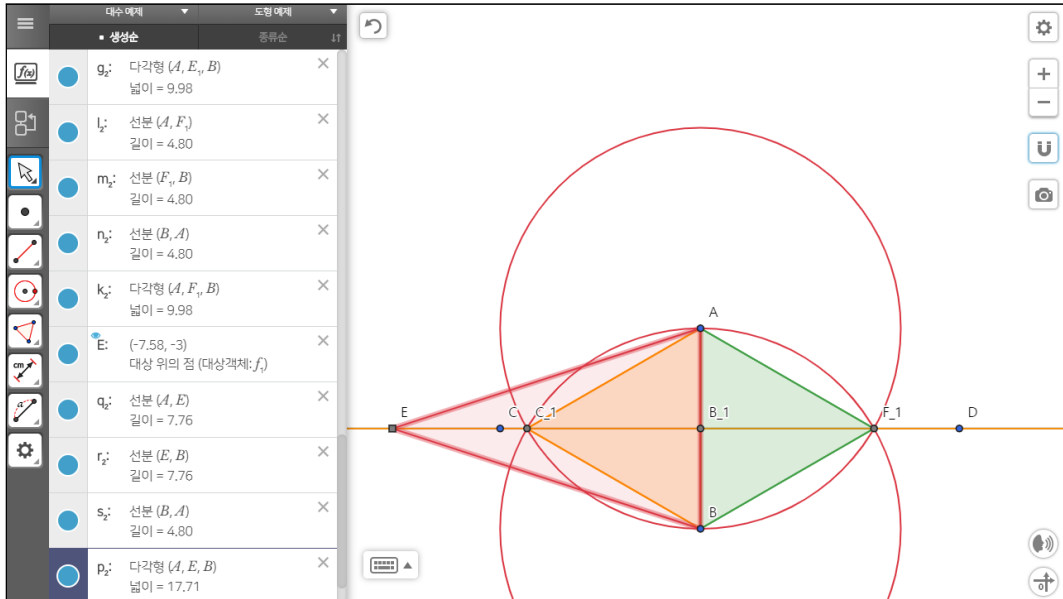 대수 예제 ▼ 도형 예제 ▼
▪ 생성순 종류순 ↓↑
f(x)
g₂: 다각형 (A, E₁, B)
넓이 = 9.98
l₂: 선분 (A, F₁)
길이 = 4.80
m₂: 선분 (F₁, B)
길이 = 4.80
n₂: 선분 (B, A)
길이 = 4.80
k₂: 다각형 (A, F₁, B)
넓이 = 9.98
E: (-7.58, -3)
대상 위의 점 (대상객체: f₁)
q₂: 선분 (A, E)
길이 = 7.76
r₂: 선분 (E, B)
길이 = 7.76
s₂: 선분 (B, A)
길이 = 4.80
p₂: 다각형 (A, E, B)
넓이 = 17.71
cm
A
E C C_1 B_1 F_1 D
B